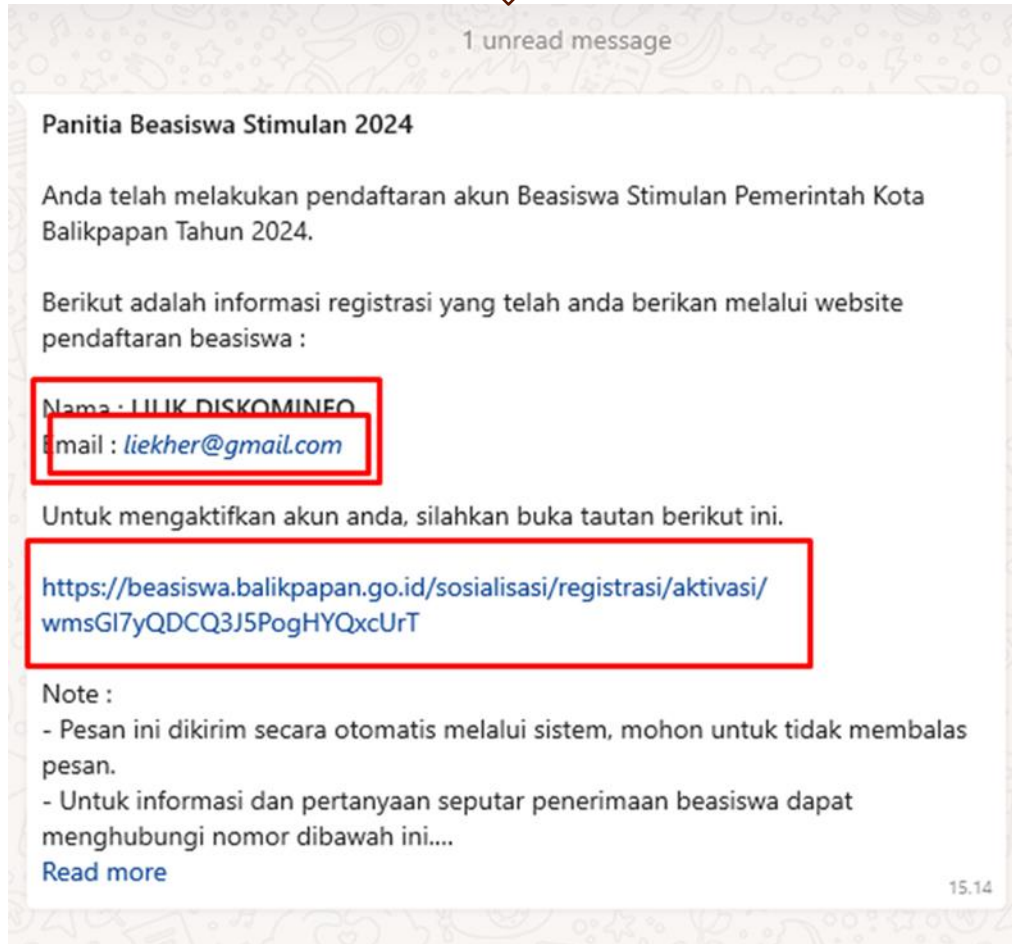 1 unread message
Panitia Beasiswa Stimulan 2024
Anda telah melakukan pendaftaran akun Beasiswa Stimulan Pemerintah Kota
Balikpapan Tahun 2024.
Berikut adalah informasi registrasi yang telah anda berikan melalui website
pendaftaran beasiswa :
Nama : LILIK DISKOMINFO
Email : liekher@gmail.com
Untuk mengaktifkan akun anda, silahkan buka tautan berikut ini.
https://beasiswa.balikpapan.go.id/sosialisasi/registrasi/aktivasi/
wmsGl7yQDCQ3J5PogHYQxcUrT
Note :
- Pesan ini dikirim secara otomatis melalui sistem, mohon untuk tidak membalas
pesan.
- Untuk informasi dan pertanyaan seputar penerimaan beasiswa dapat
menghubungi nomor dibawah ini....
Read more
15.14